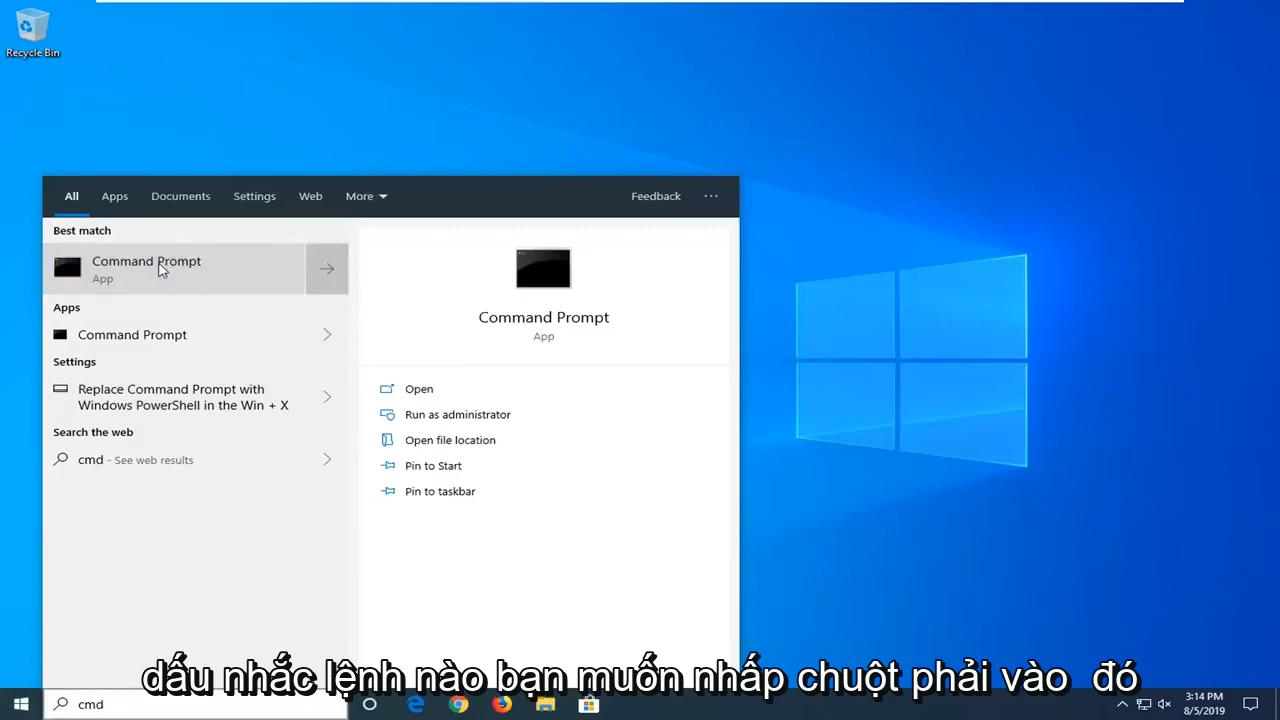 Recycle Bin
All Apps Documents Settings Web More Feedback ...
Best match
Command Prompt
App
Apps
Command Prompt
Settings
Replace Command Prompt with
Windows PowerShell in the Win + X
Search the web
cmd - See web results
Command Prompt
App
Open
Run as administrator
Open file location
Pin to Start
Pin to taskbar
dấu nhắc lệnh nào bạn muốn nhấp chuột phải vào đó
cmd
3:14 PM
8/5/2019